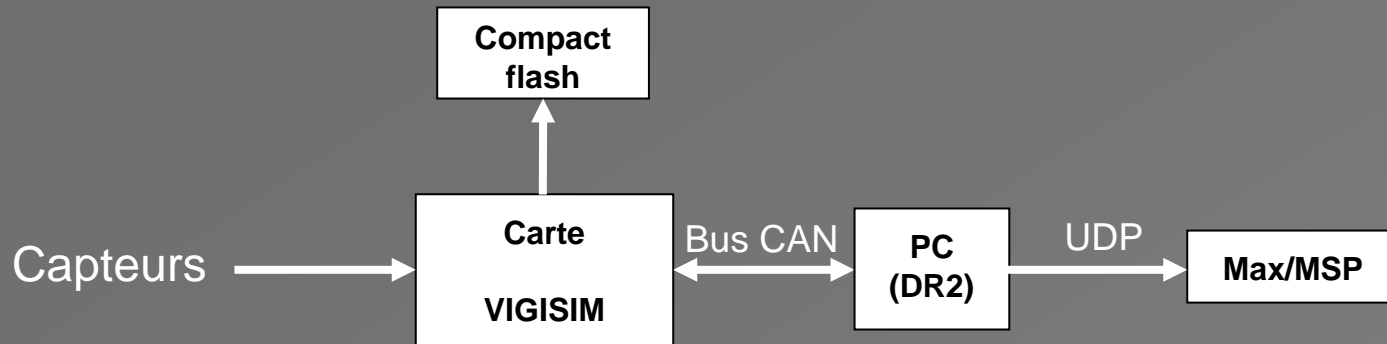 Compact
flash
Capteurs
Carte
VIGISIM
Bus CAN
PC
(DR2)
UDP
Max/MSP